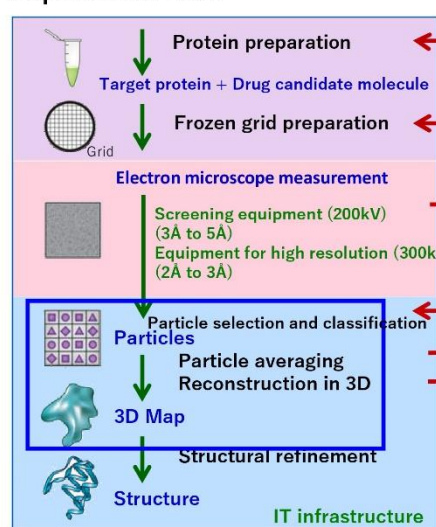 Protein preparation
Target protein + Drug candidate molecule
Frozen grid preparation
Grid
Electron microscope measurement
Screening equipment (200kV)
(3Å to 5Å)
Equipment for high resolution (300k
(2Å to 3Å)
Particle selection and classification
Particles
Particle averaging
Reconstruction in 3D
3D Map
Structural refinement
Structure
IT infrastructure